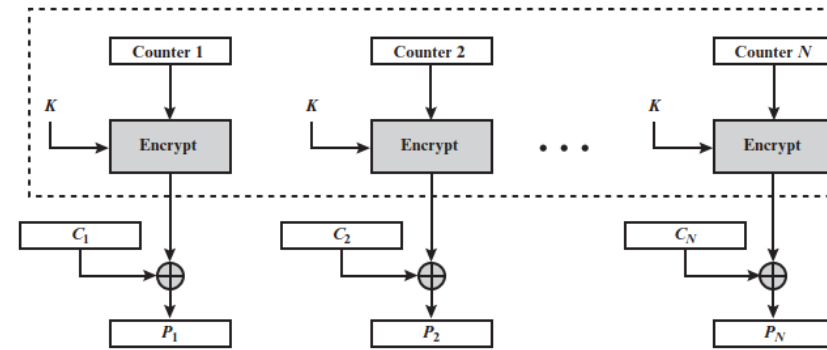 Counter 1 Counter 2 Counter N
K K K
Encrypt Encrypt • • • Encrypt
C1 C2 CN
P1 P2 PN